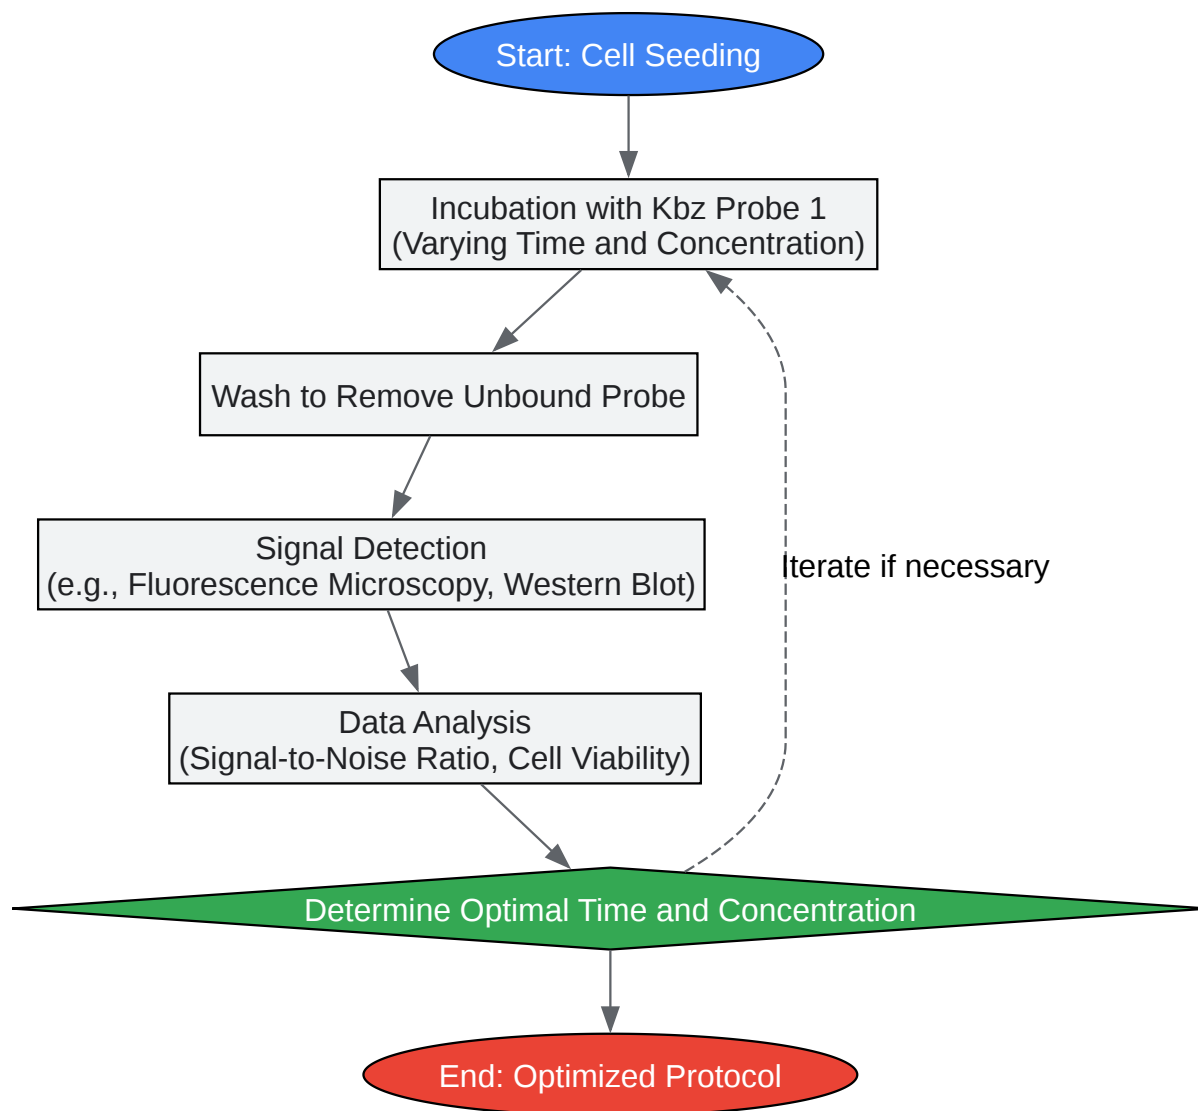 Start: Cell Seeding
Incubation with Kbz Probe 1
(Varying Time and Concentration)
Wash to Remove Unbound Probe
Signal Detection
(e.g., Fluorescence Microscopy, Western Blot)
Iterate if necessary
Data Analysis
(Signal-to-Noise Ratio, Cell Viability)
Determine Optimal Time and Concentration
End: Optimized Protocol